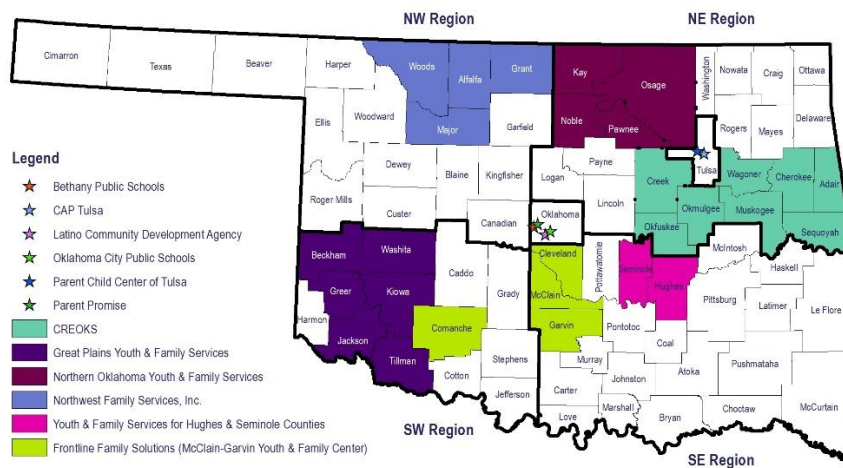 NW Region
NE Region
Cimarron
Texas
Beaver
Harper
Woods
Alfalfa
Grant
Kay
Osage
Washington
Nowata
Craig
Ottawa
Ellis
Woodward
Major
Garfield
Noble
Pawnee
Rogers
Mayes
Delaware
Dewey
Blaine
Kingfisher
Logan
Payne
Creek
Tulsa
Wagoner
Cherokee
Adair
Roger Mills
Custer
Canadian
Oklahoma
Lincoln
Okfuskee
Okmulgee
Muskogee
Sequoyah
Beckham
Washita
Caddo
Grady
Cleveland
McClain
Pottawatomie
Seminole
Hughes
McIntosh
Haskell
Pittsburg
Latimer
Le Flore
Greer
Kiowa
Harmon
Jackson
Comanche
Tillman
Cotton
Stephens
Jefferson
Garvin
Pontotoc
Coal
Murray
Johnston
Atoka
Pushmataha
Carter
Love
Marshall
Bryan
Choctaw
McCurtain
SW Region
SE Region
Legend
Bethany Public Schools
CAP Tulsa
Latino Community Development Agency
Oklahoma City Public Schools
Parent Child Center of Tulsa
Parent Promise
CREOKS
Great Plains Youth & Family Services
Northern Oklahoma Youth & Family Services
Northwest Family Services, Inc.
Youth & Family Services for Hughes & Seminole Counties
Frontline Family Solutions (McClain-Garvin Youth & Family Center)